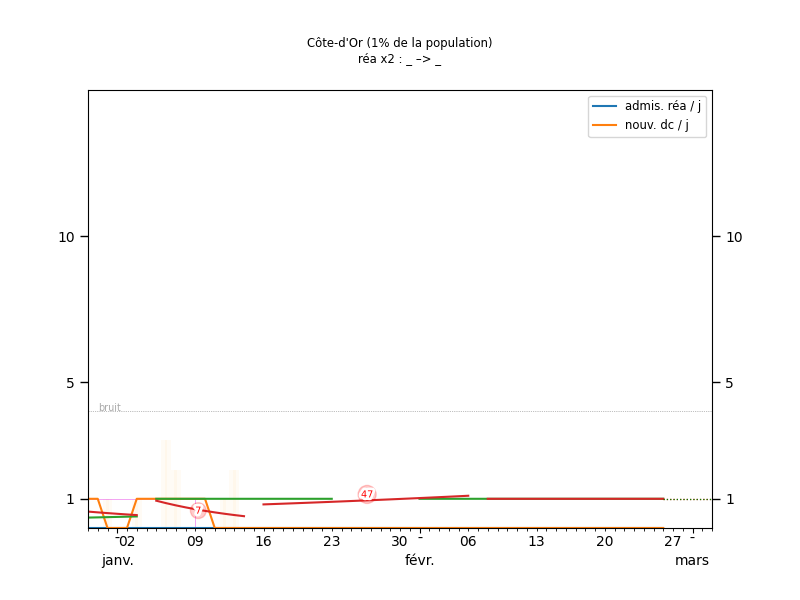 Côte-d'Or (1% de la population)
réa x2 : _ –> _
admis. réa / j
nouv. dc / j
10 10
5 5
bruit
47
1 1
7
02 09 16 23 30 06 13 20 27
janv. févr. mars